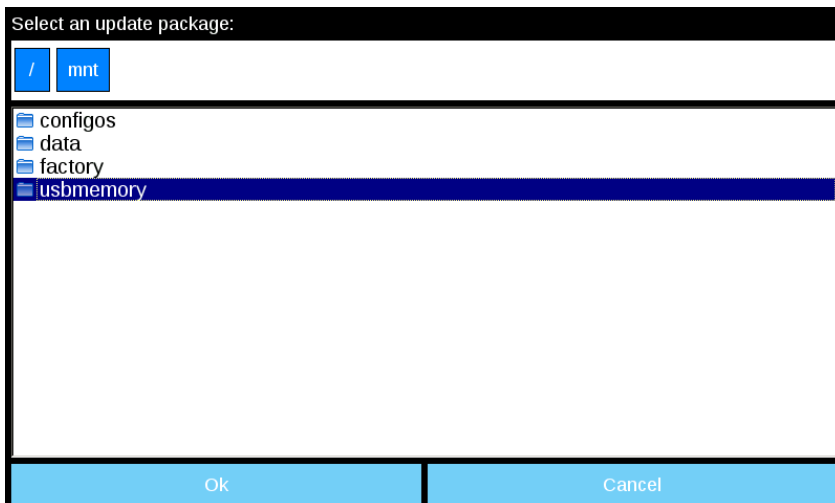 Select an update package:
/ mnt
configos
data
factory
usbmemory
Ok Cancel